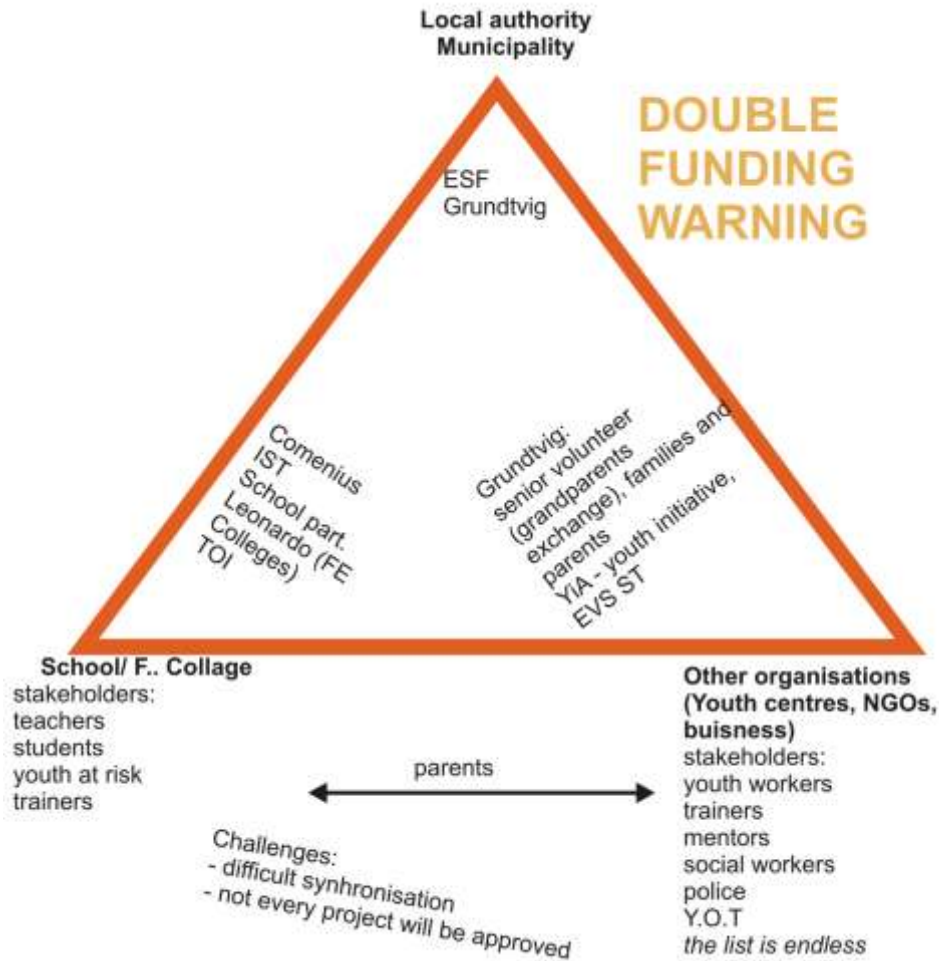 Local authority
Municipality
DOUBLE
FUNDING
WARNING
ESF
Grundtvig
Comenius
IST
School part.
Leonardo (FE
Colleges)
TOI
Grundtvig:
senior volunteer
(grandparents
exchange), families and
parents
YiA - youth initiative,
EVS ST
School/ F.. Collage
stakeholders:
teachers
students
youth at risk
trainers
parents
Other organisations
(Youth centres, NGOs,
buisness)
stakeholders:
youth workers
trainers
mentors
social workers
police
Y.O.T
the list is endless
Challenges:
- difficult synhronisation
- not every project will be approved